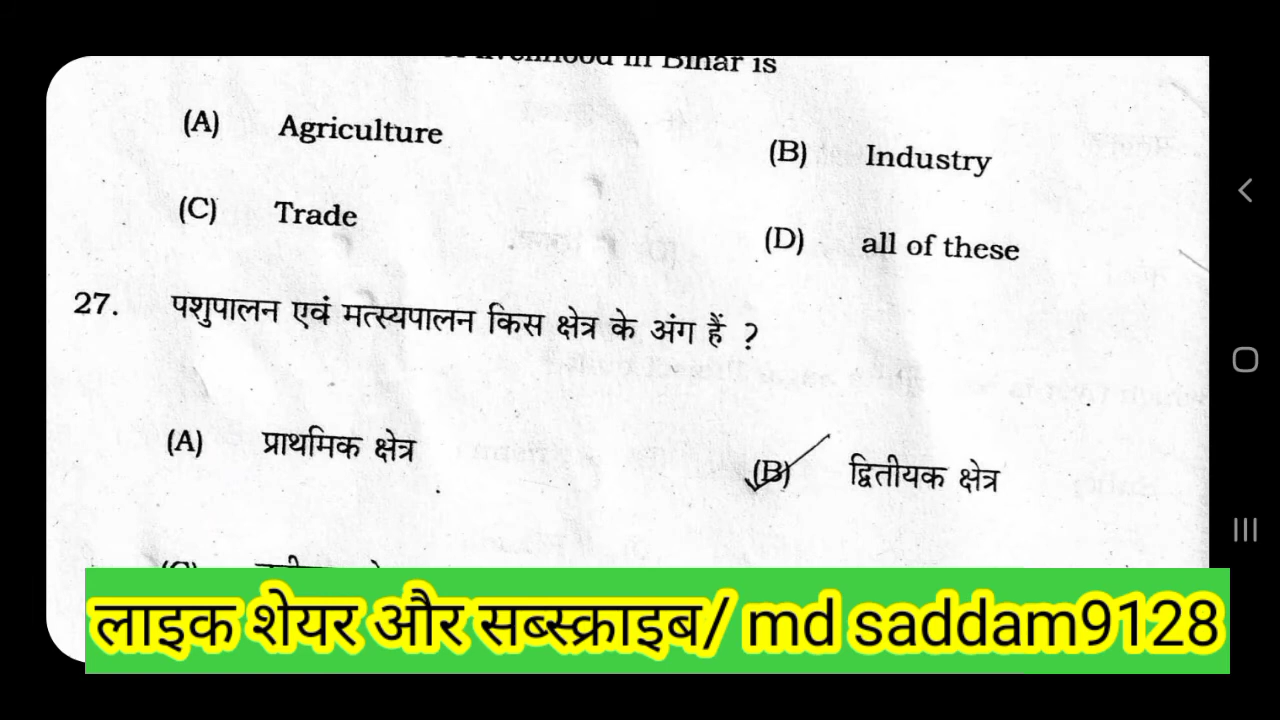 livelihood in Bihar is
(A) Agriculture
(B) Industry
(C) Trade
(D) all of these
27. पशुपालन एवं मत्स्यपालन किस क्षेत्र के अंग हैं ?
(A) प्राथमिक क्षेत्र
(B) द्वितीयक क्षेत्र
लाइक शेयर और सब्स्क्राइब/ md saddam9128